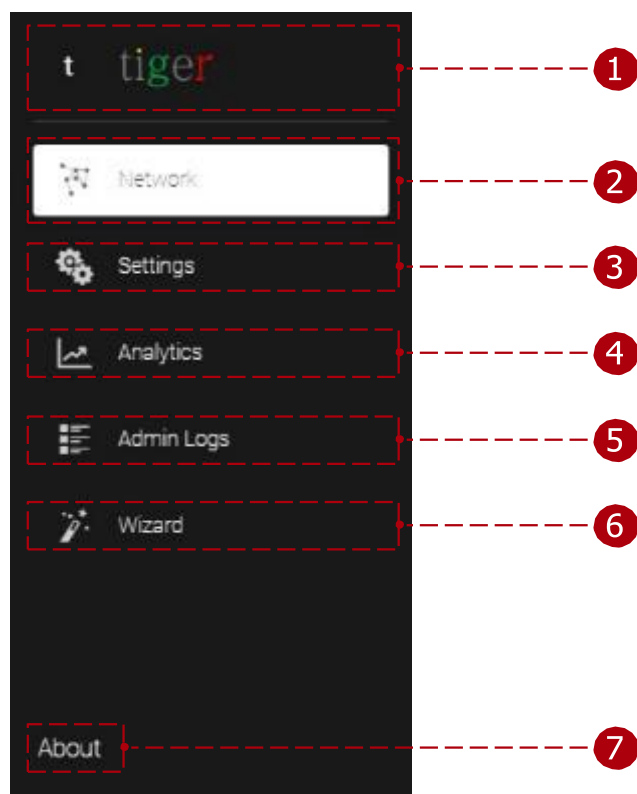 t tiger 1
Network 2
Settings 3
Analytics 4
Admin Logs 5
Wizard 6
About 7